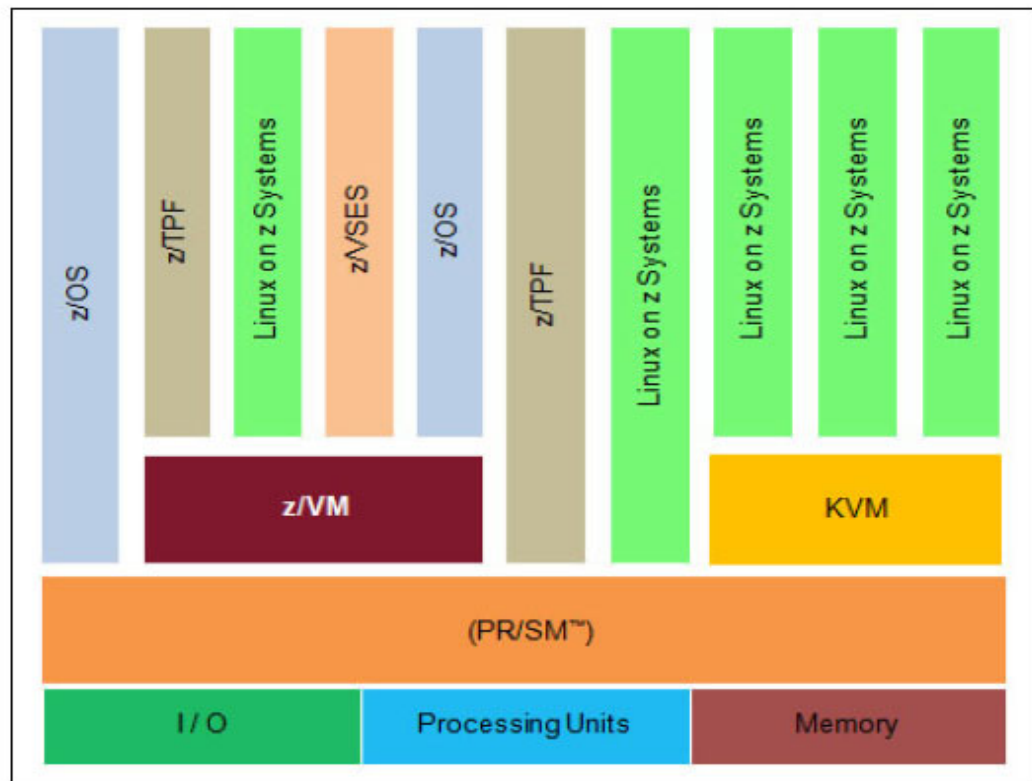 z/OS
z/TPF
Linux on z Systems
z/VSES
z/OS
z/TPF
Linux on z Systems
Linux on z Systems
Linux on z Systems
Linux on z Systems
z/VM
KVM
(PR/SM™)
I / O
Processing Units
Memory